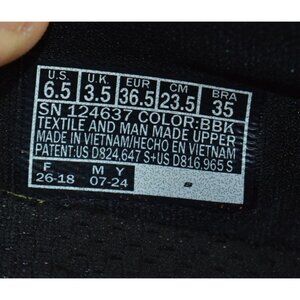 U.S. U.K. EUR CM BRA
6.5 3.5 36.5 23.5 35
SN 124637 COLOR:BBK
TEXTILE AND MAN MADE UPPER
MADE IN VIETNAM/HECHO EN VIETNAM
PATENT:US D824,647 S+US D816,965 S
F M Y
26-18 07-24